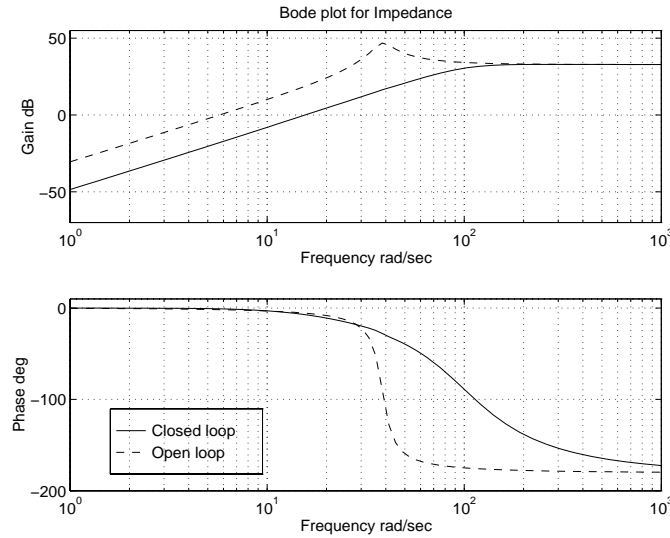 Bode plot for Impedance
50
0
−50
Gain dB
10^0
10^1
10^2
10^3
Frequency rad/sec
0
−100
−200
Phase deg
Closed loop
Open loop
10^0
10^1
10^2
10^3
Frequency rad/sec